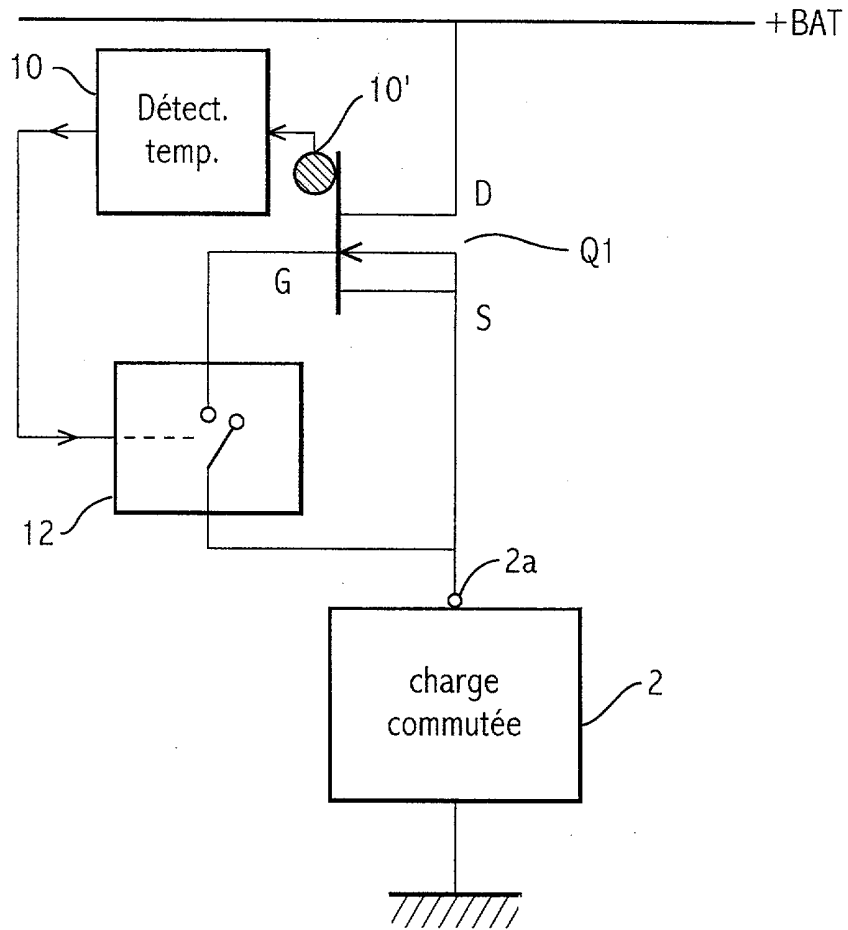 +BAT
10
Détect.
temp.
10'
D
Q1
G
S
12
2a
charge
commutée
2